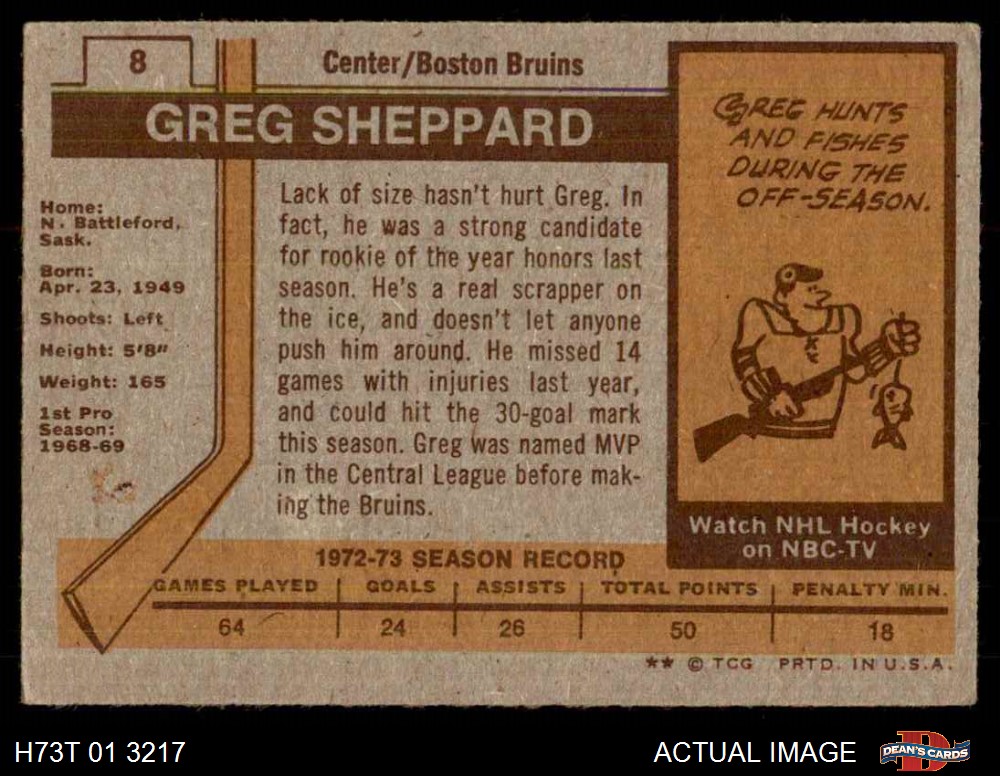 8
Center/Boston Bruins
GREG SHEPPARD
Home:
N. Battleford,
Sask.
Born:
Apr. 23, 1949
Shoots: Left
Height: 5'8"
Weight: 165
1st Pro
Season:
1968-69
Lack of size hasn't hurt Greg. In
fact, he was a strong candidate
for rookie of the year honors last
season. He's a real scrapper on
the ice, and doesn't let anyone
push him around. He missed 14
games with injuries last year,
and could hit the 30-goal mark
this season. Greg was named MVP
in the Central League before mak-
ing the Bruins.
GREG HUNTS
AND FISHES
DURING THE
OFF-SEASON.
Watch NHL Hockey
on NBC-TV
1972-73 SEASON RECORD
GAMES PLAYED GOALS ASSISTS TOTAL POINTS PENALTY MIN.
64 24 26 50 18
** © TCG PRTD. IN U.S.A.
H73T 01 3217
ACTUAL IMAGE
DEAN'S CARDS